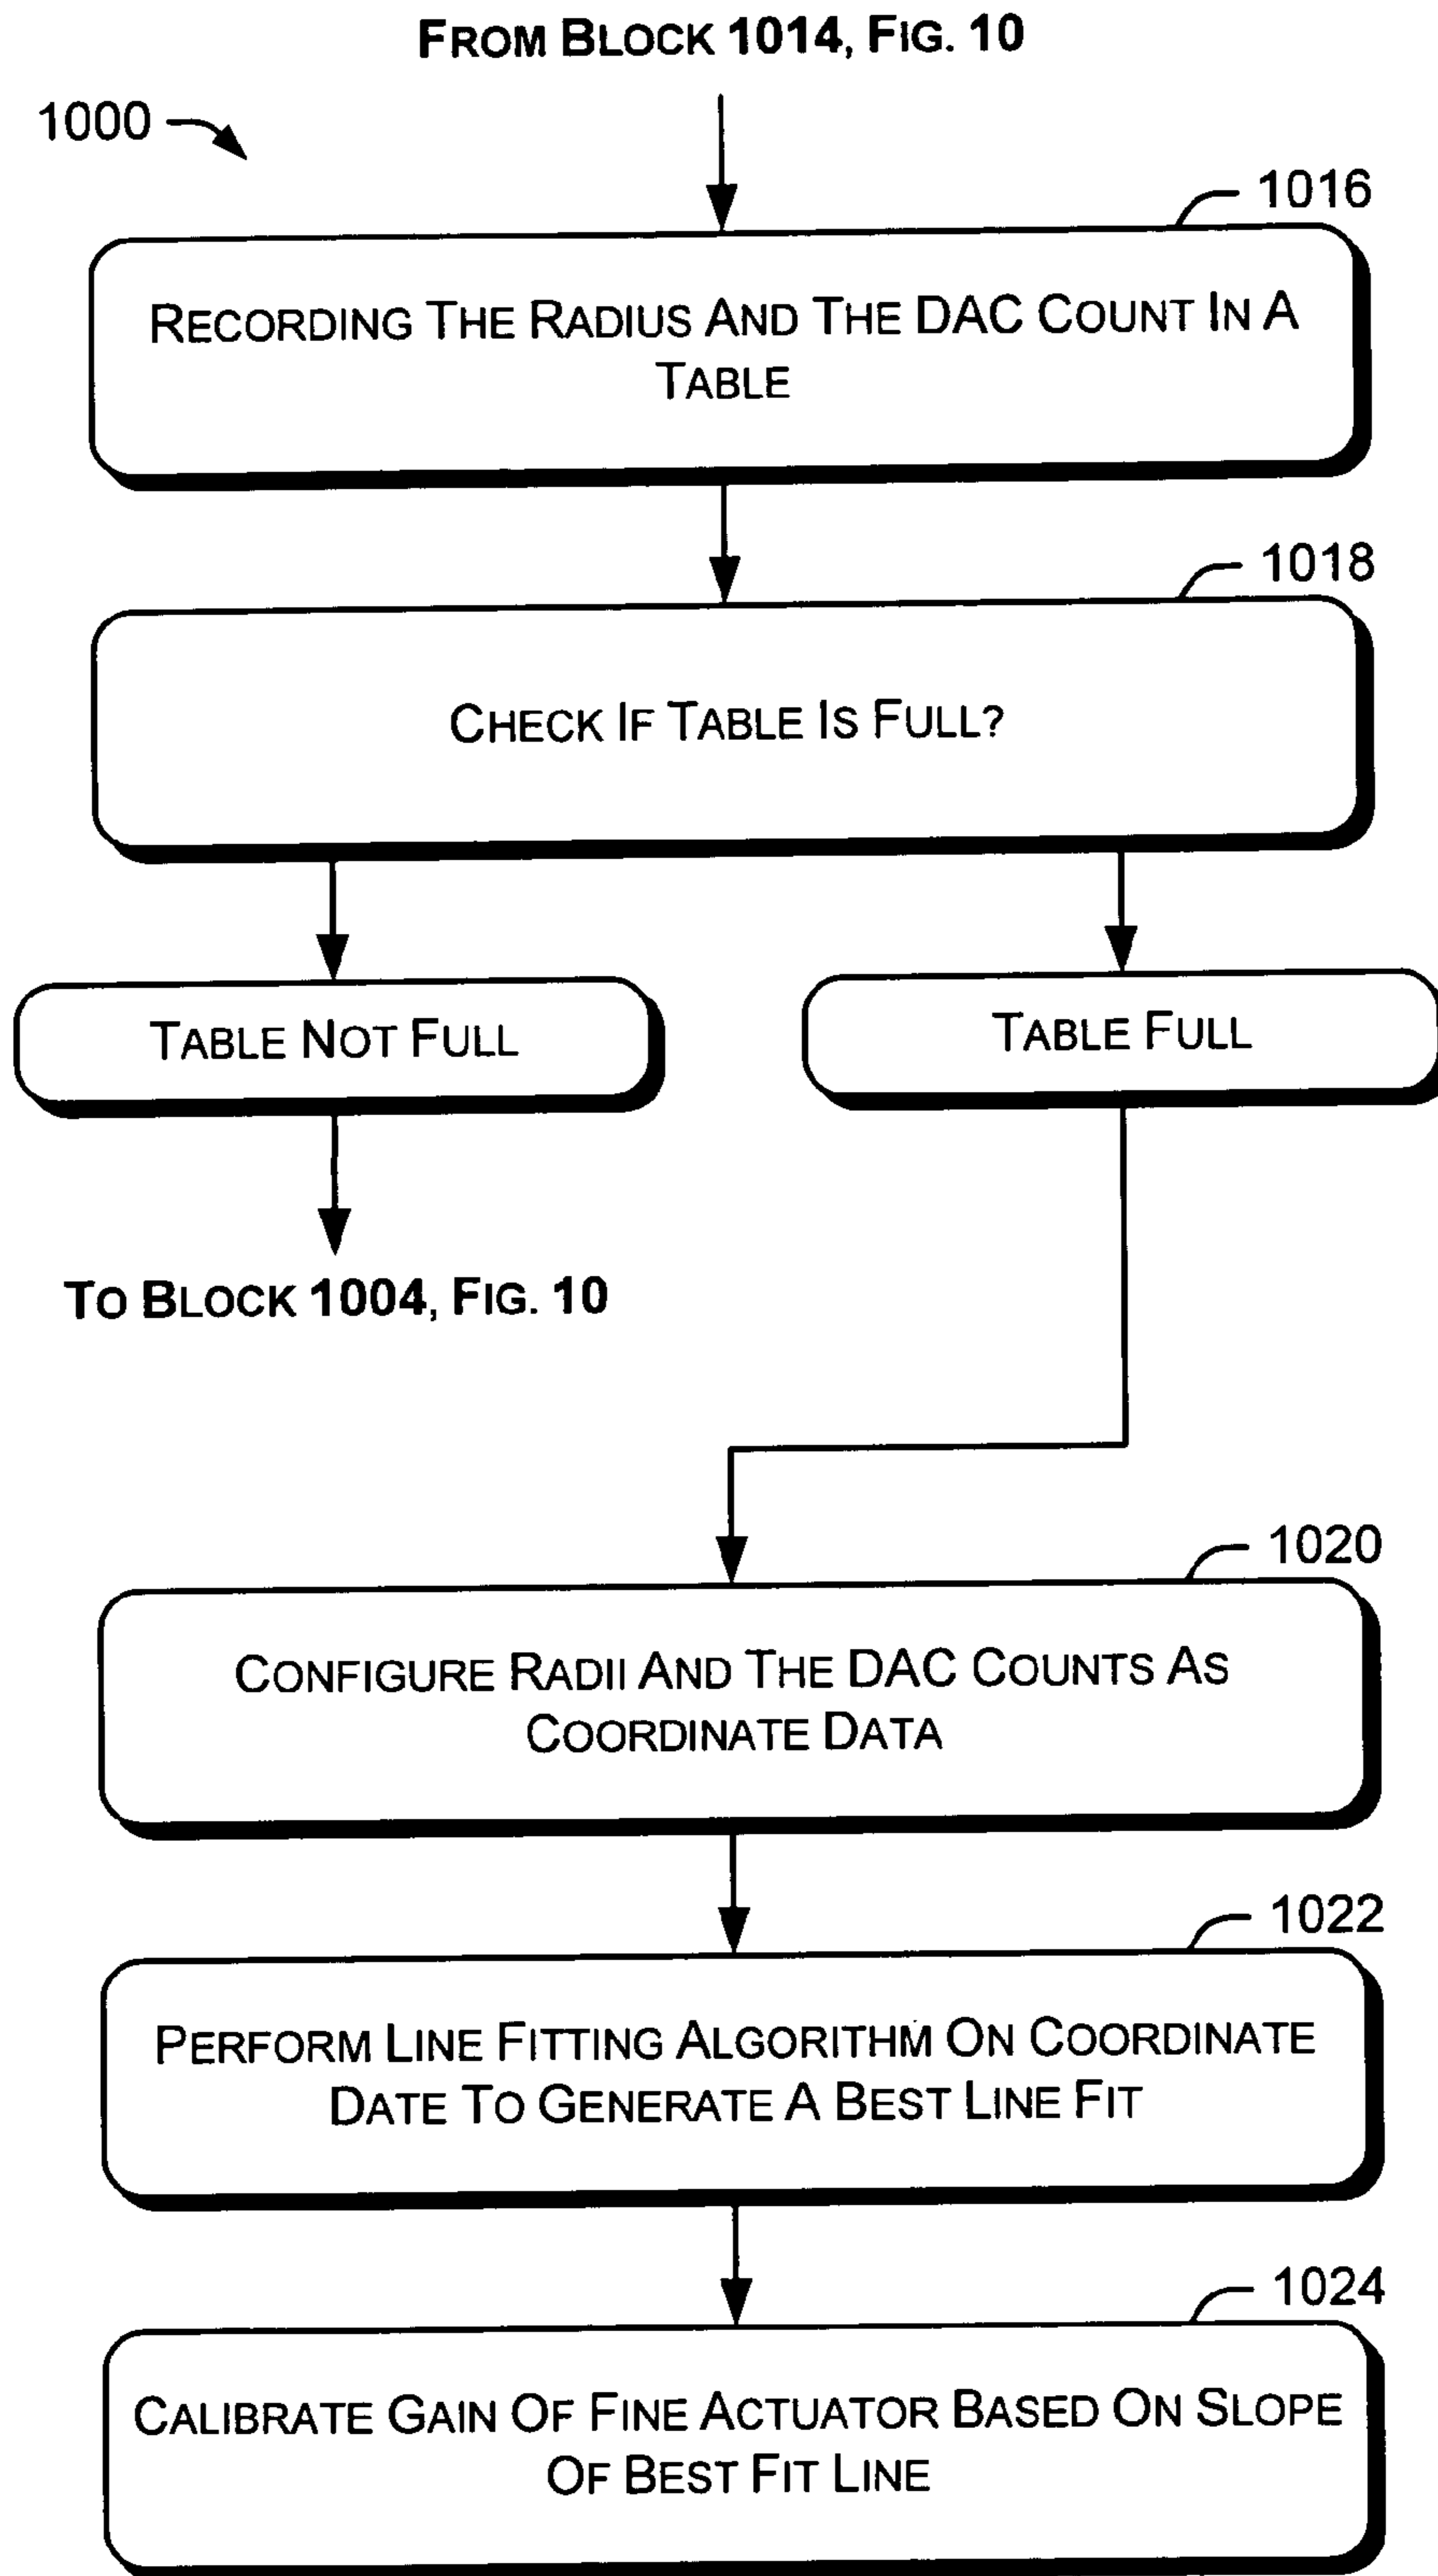 FROM BLOCK 1014, FIG. 10
1000
1016
RECORDING THE RADIUS AND THE DAC COUNT IN A
TABLE
1018
CHECK IF TABLE IS FULL?
TABLE NOT FULL
TABLE FULL
TO BLOCK 1004, FIG. 10
1020
CONFIGURE RADII AND THE DAC COUNTS AS
COORDINATE DATA
1022
PERFORM LINE FITTING ALGORITHM ON COORDINATE
DATE TO GENERATE A BEST LINE FIT
1024
CALIBRATE GAIN OF FINE ACTUATOR BASED ON SLOPE
OF BEST FIT LINE